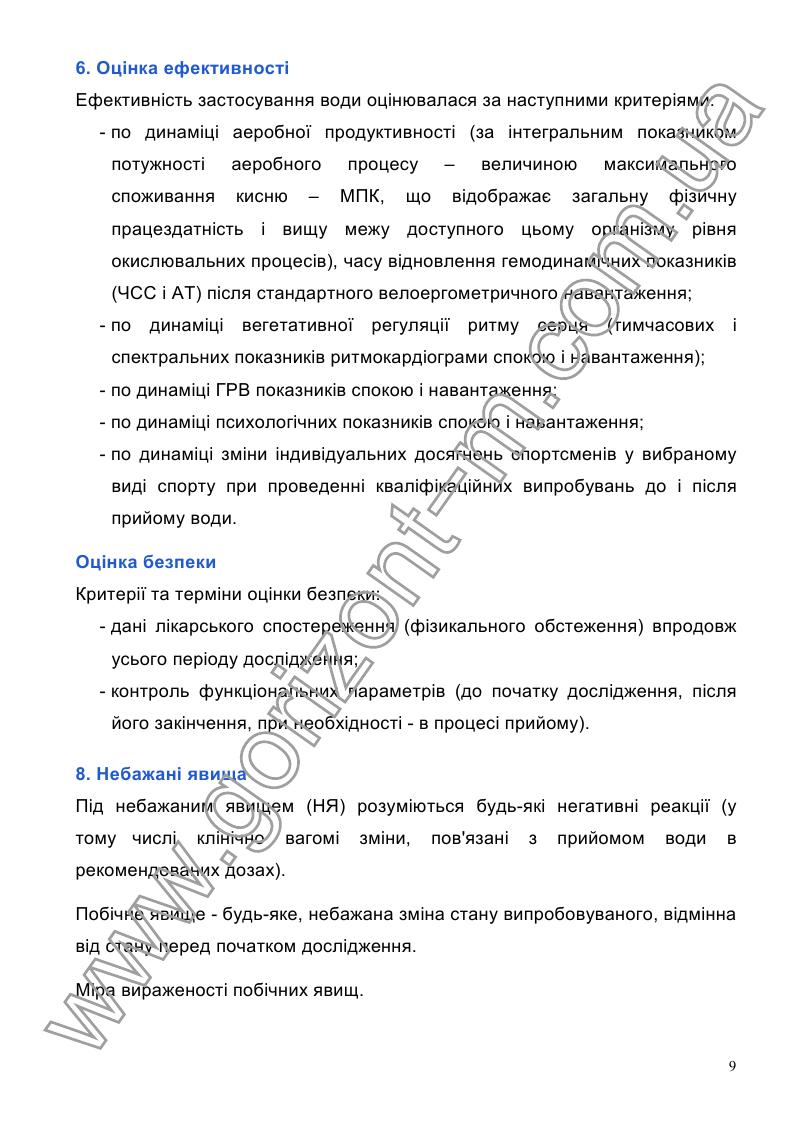 6. Оцінка ефективності
Ефективність застосування води оцінювалася за наступними критеріями:
- по динаміці аеробної продуктивності (за інтегральним показником
потужності аеробного процесу – величиною максимального
споживання кисню – МПК, що відображає загальну фізичну
працездатність і вищу межу доступного цьому організму рівня
окислювальних процесів), часу відновлення гемодинамічних показників
(ЧСС і АТ) після стандартного велоергометричного навантаження;
- по динаміці вегетативної регуляції ритму серця (тимчасових і
спектральних показників ритмокардіограми спокою і навантаження);
- по динаміці ГРВ показників спокою і навантаження;
- по динаміці психологічних показників спокою і навантаження;
- по динаміці зміни індивідуальних досягнень спортсменів у вибраному
виді спорту при проведенні кваліфікаційних випробувань до і після
прийому води.
Оцінка безпеки
Критерії та терміни оцінки безпеки:
- дані лікарського спостереження (фізикального обстеження) впродовж
усього періоду дослідження;
- контроль функціональних параметрів (до початку дослідження, після
його закінчення, при необхідності - в процесі прийому).
8. Небажані явища
Під небажаним явищем (НЯ) розуміються будь-які негативні реакції (у
тому числі клінічно вагомі зміни, пов'язані з прийомом води в
рекомендованих дозах).
Побічне явище - будь-яке, небажана зміна стану випробовуваного, відмінна
від стану перед початком дослідження.
Міра вираженості побічних явищ.
9
www.gorizont-m.com.ua